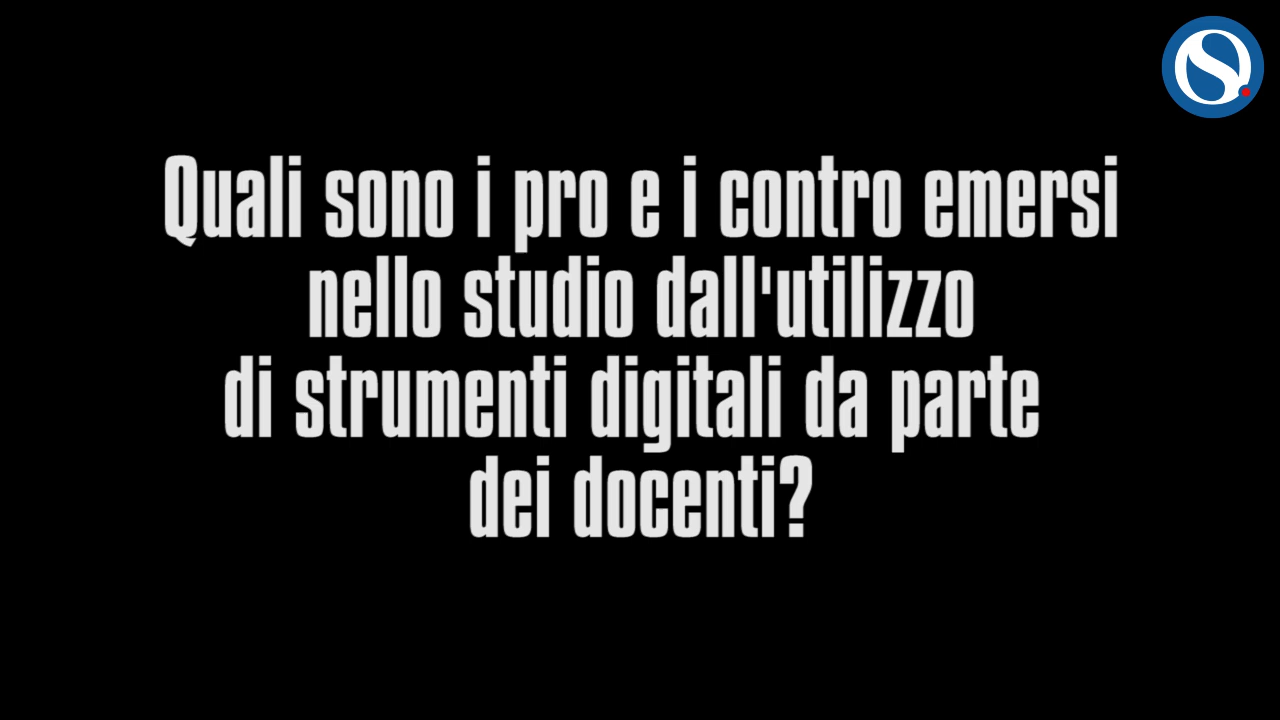 Quali sono i pro e i contro emersi
nello studio dall'utilizzo
di strumenti digitali da parte
dei docenti?